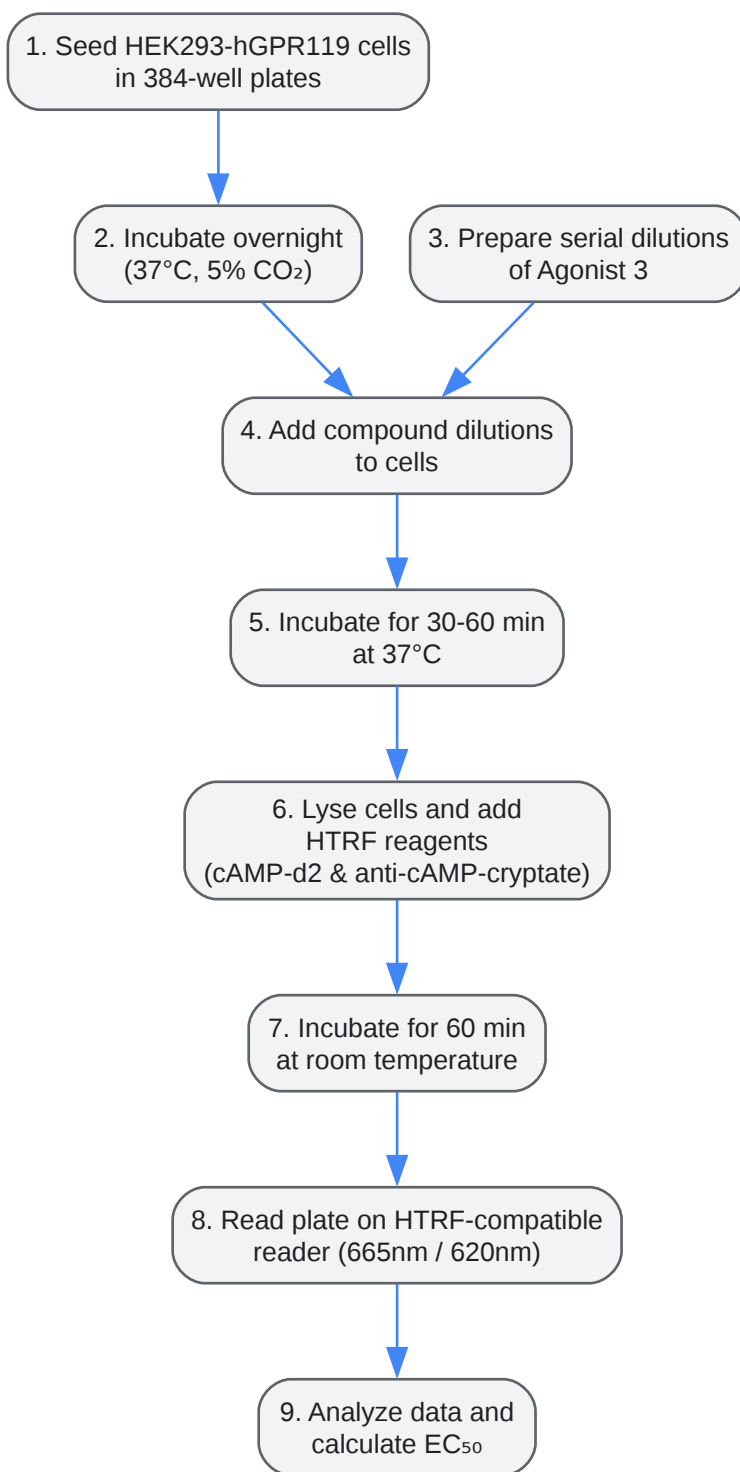 1. Seed HEK293-hGPR119 cells
in 384-well plates
2. Incubate overnight
(37°C, 5% CO₂)
3. Prepare serial dilutions
of Agonist 3
4. Add compound dilutions
to cells
5. Incubate for 30-60 min
at 37°C
6. Lyse cells and add
HTRF reagents
(cAMP-d2 & anti-cAMP-cryptate)
7. Incubate for 60 min
at room temperature
8. Read plate on HTRF-compatible
reader (665nm / 620nm)
9. Analyze data and
calculate EC₅₀